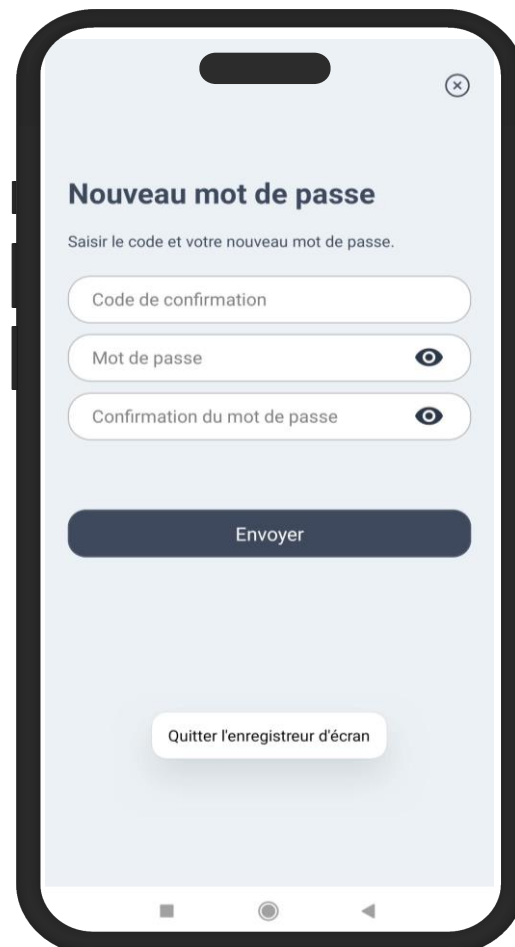 Nouveau mot de passe
Saisir le code et votre nouveau mot de passe.
Code de confirmation
Mot de passe
Confirmation du mot de passe
Envoyer
Quitter l'enregistreur d'écran